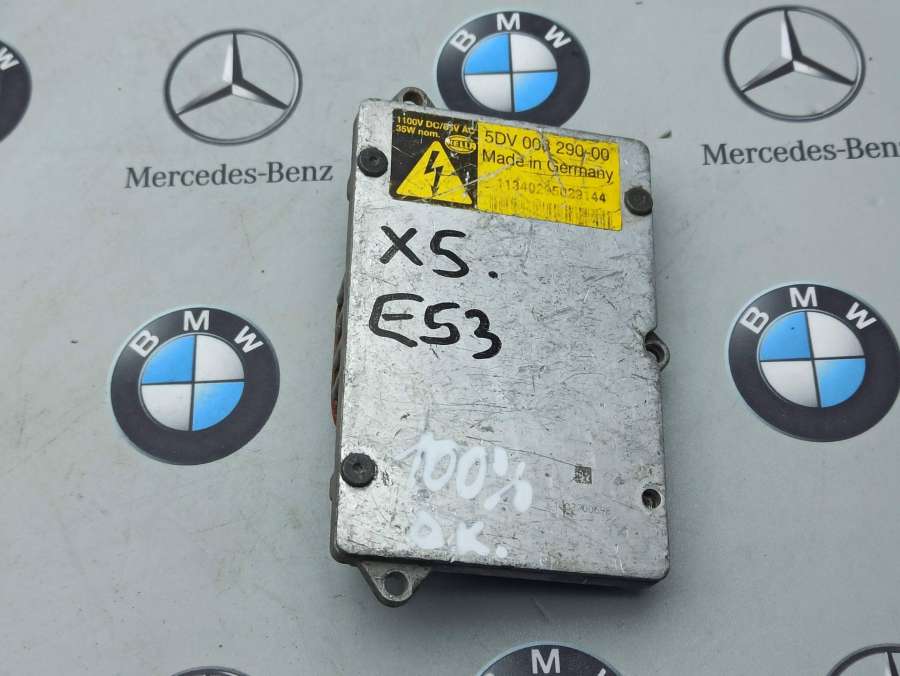 BMW
BMW
Mercedes-Benz
Mercedes-Benz
1100V DC/85V AC
35W nom.
HELLA
5DV 008 290-00
Made in Germany
X5.
E53
BMW
BMW
100%
O.K.
BMW